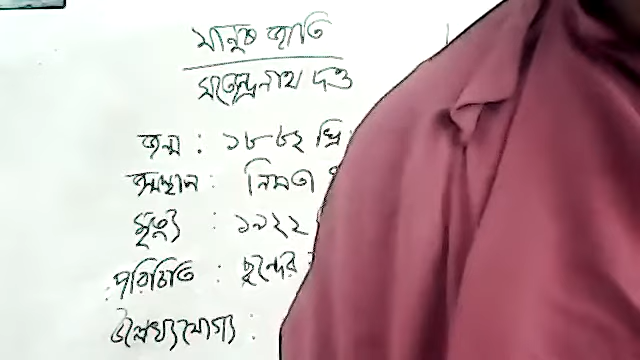 মানুষ জাতি
সত্যেন্দ্রনাথ দত্ত
জন্ম : ১৮৮২ খ্রি
জন্মস্থান : নিমতা
মৃত্যু : ১৯২২
পরিচিতি : ছন্দের
উল্লেখযোগ্য :